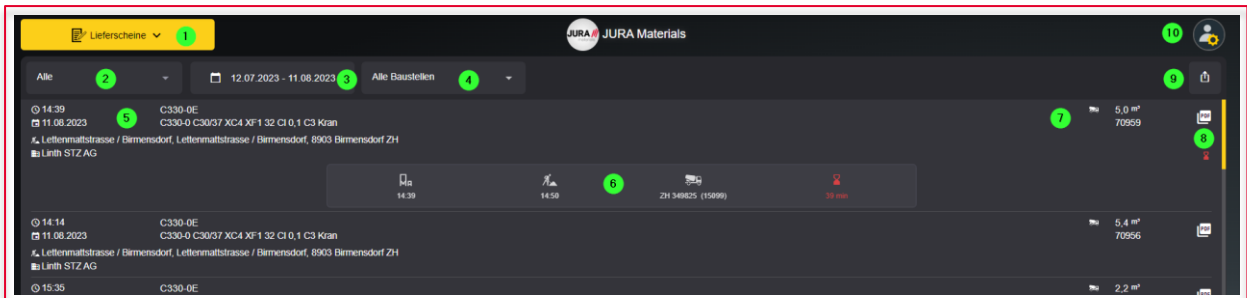 Lieferscheine 1
JURA JURA Materials
10
Alle 2
12.07.2023 - 11.08.2023 3
Alle Baustellen 4
9
14:39 C330-0E 5,0 m³
11.08.2023 5 C330-0 C30/37 XC4 XF1 32 Cl 0,1 C3 Kran 7 70959 PDF
Lettenmattstrasse / Birmensdorf, Lettenmattstrasse / Birmensdorf, 8903 Birmensdorf ZH 8
Linth STZ AG
6
14:39 14:50 ZH 349825 (15099) 39 min
14:14 C330-0E 5,4 m³
11.08.2023 C330-0 C30/37 XC4 XF1 32 Cl 0,1 C3 Kran 70956 PDF
Lettenmattstrasse / Birmensdorf, Lettenmattstrasse / Birmensdorf, 8903 Birmensdorf ZH
Linth STZ AG
15:35 C330-0E 2,2 m³